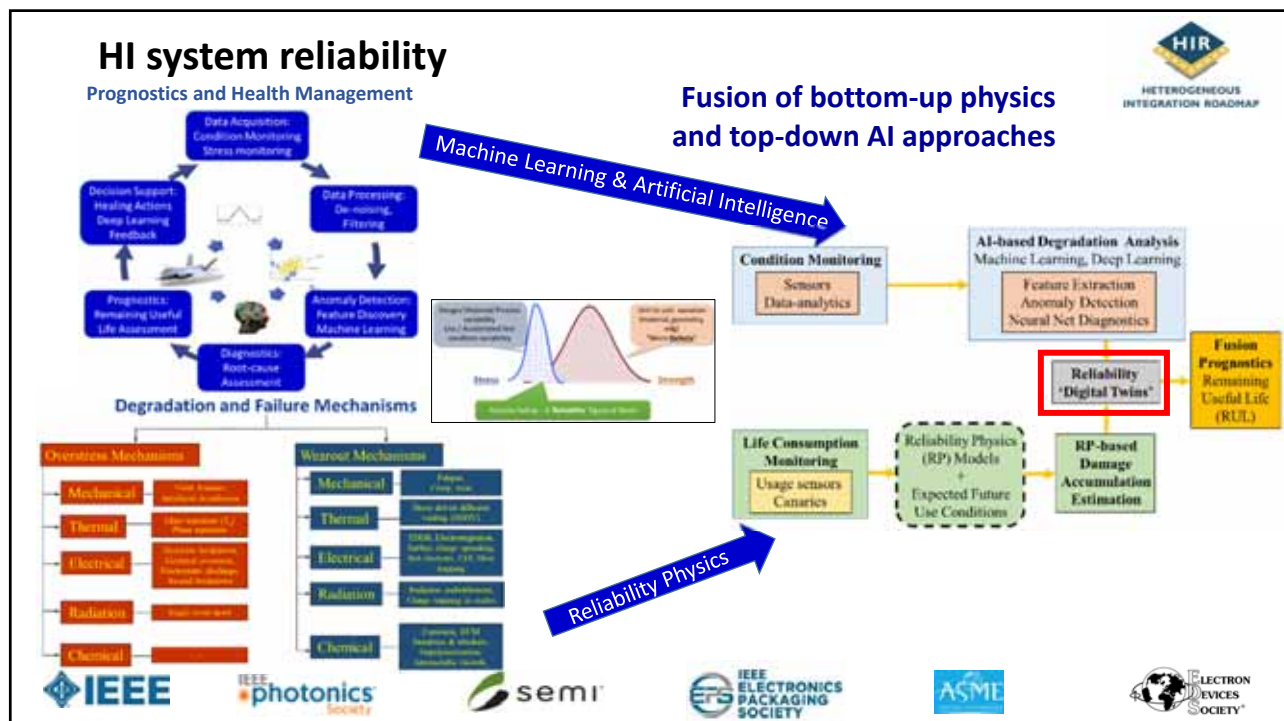 HI system reliability
Prognostics and Health Management
Fusion of bottom-up physics
and top-down AI approaches
HIR
HETEROGENEOUS
INTEGRATION ROADMAP
Data Acquisition:
Condition Monitoring
Stress monitoring
Data Processing:
De-noising,
Filtering
Anomaly Detection:
Feature Discovery
Machine Learning
Diagnostics:
Root-cause
Assessment
Prognostics:
Remaining Useful
Life Assessment
Decision Support:
Healing Actions
Deep Learning
Feedback
Machine Learning & Artificial Intelligence
Condition Monitoring
Sensors
Data-analytics
AI-based Degradation Analysis
Machine Learning, Deep Learning
Feature Extraction
Anomaly Detection
Neural Net Diagnostics
Reliability
'Digital Twins'
Fusion
Prognostics
Remaining
Useful Life
(RUL)
Life Consumption
Monitoring
Usage sensors
Canaries
Reliability Physics
(RP) Models
+
Expected Future
Use Conditions
RP-based
Damage
Accumulation
Estimation
Stress
Strength
Reliability Physics
Degradation and Failure Mechanisms
Overstress Mechanisms
Mechanical
Thermal
Electrical
Radiation
Chemical
Wearout Mechanisms
Mechanical
Fatigue,
Thermal
Electrical
Radiation
Chemical
IEEE
IEEE
photonics
Society
semi
EPS
IEEE
ELECTRONICS
PACKAGING
SOCIETY
ASME
ELECTRON
DEVICES
SOCIETY®